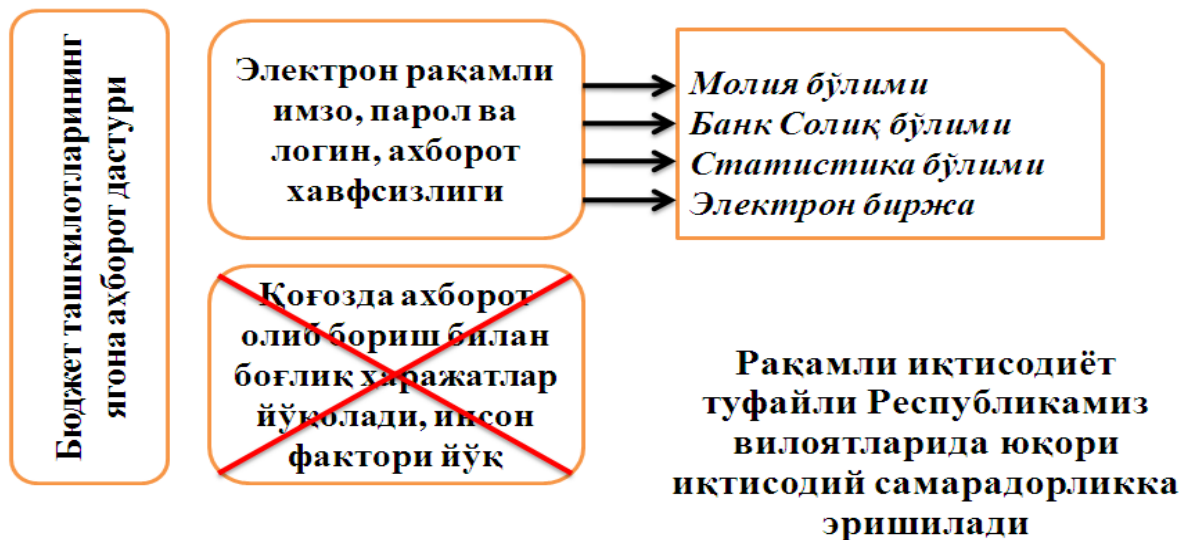 Бюджет ташкилотларининг
ягона аҳборот дастури
Электрон рақамли
имзо, парол ва
логин, ахборот
хавфсизлиги
Молия бўлими
Банк Солиқ бўлими
Статистика бўлими
Электрон биржа
Қоғозда ахборот
олиб бориш билан
боғлиқ харажатлар
йўқолади, инсон
фактори йўқ
Рақамли иқтисодиёт
туфайли Республикамиз
вилоятларида юқори
иқтисодий самарадорликка
эришилади